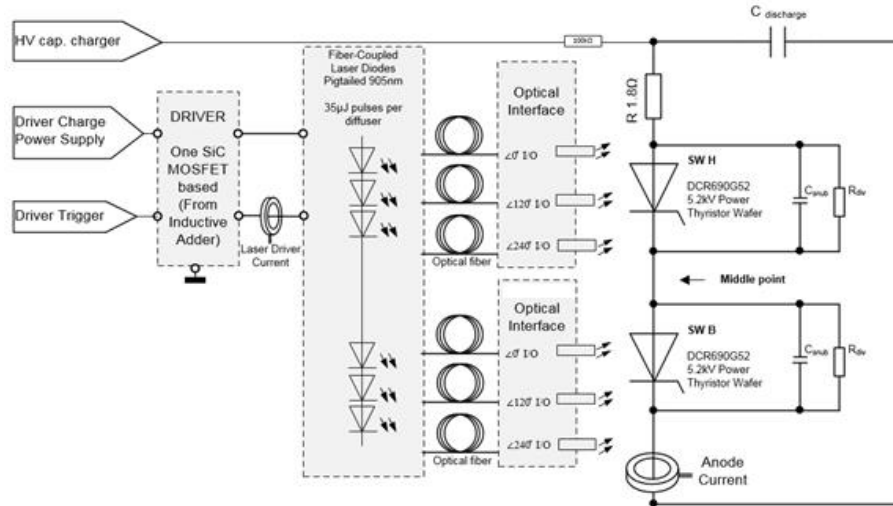 HV cap. charger
Driver Charge
Power Supply
Driver Trigger
DRIVER
One SiC
MOSFET
based
(From
Inductive
Adder)
Laser Driver
Current
Fiber-Coupled
Laser Diodes
Pigtailed 905nm
35µJ pulses per
diffuser
Optical
Interface
∠0° I/O
∠120° I/O
∠240° I/O
Optical fiber
Optical
Interface
∠0° I/O
∠120° I/O
∠240° I/O
Optical fiber
100kΩ
C discharge
R 1.8Ω
SW H
DCR690G52
5.2kV Power
Thyristor Wafer
Csnub
Rdiv
Middle point
SW B
DCR690G52
5.2kV Power
Thyristor Wafer
Csnub
Rdiv
Anode
Current